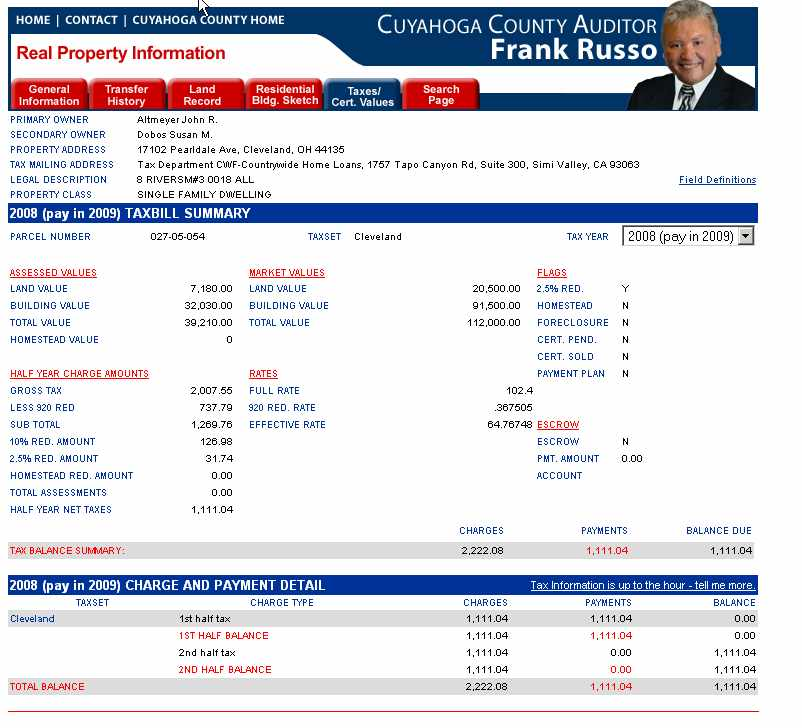 HOME | CONTACT | CUYAHOGA COUNTY HOME
CUYAHOGA COUNTY AUDITOR
Frank Russo
Real Property Information
General Information
Transfer History
Land Record
Residential Bldg. Sketch
Taxes/ Cert. Values
Search Page
PRIMARY OWNER Altmeyer John R.
SECONDARY OWNER Dobos Susan M.
PROPERTY ADDRESS 17102 Pearldale Ave, Cleveland, OH 44135
TAX MAILING ADDRESS Tax Department CWF-Countrywide Home Loans, 1757 Tapo Canyon Rd, Suite 300, Simi Valley, CA 93063
LEGAL DESCRIPTION 8 RIVERSM#3 0018 ALL Field Definitions
PROPERTY CLASS SINGLE FAMILY DWELLING
2008 (pay in 2009) TAXBILL SUMMARY
PARCEL NUMBER 027-05-054 TAXSET Cleveland TAX YEAR 2008 (pay in 2009)
ASSESSED VALUES MARKET VALUES FLAGS
LAND VALUE 7,180.00 LAND VALUE 20,500.00 2.5% RED. Y
BUILDING VALUE 32,030.00 BUILDING VALUE 91,500.00 HOMESTEAD N
TOTAL VALUE 39,210.00 TOTAL VALUE 112,000.00 FORECLOSURE N
HOMESTEAD VALUE 0 CERT. PEND. N
CERT. SOLD N
HALF YEAR CHARGE AMOUNTS RATES PAYMENT PLAN N
GROSS TAX 2,007.55 FULL RATE 102.4
LESS 920 RED 737.79 920 RED. RATE .367505
SUB TOTAL 1,269.76 EFFECTIVE RATE 64.76748 ESCROW
10% RED. AMOUNT 126.98 ESCROW N
2.5% RED. AMOUNT 31.74 PMT. AMOUNT 0.00
HOMESTEAD RED. AMOUNT 0.00 ACCOUNT
TOTAL ASSESSMENTS 0.00
HALF YEAR NET TAXES 1,111.04
CHARGES PAYMENTS BALANCE DUE
TAX BALANCE SUMMARY: 2,222.08 1,111.04 1,111.04
2008 (pay in 2009) CHARGE AND PAYMENT DETAIL Tax Information is up to the hour - tell me more.
TAXSET CHARGE TYPE CHARGES PAYMENTS BALANCE
Cleveland 1st half tax 1,111.04 1,111.04 0.00
1ST HALF BALANCE 1,111.04 1,111.04 0.00
2nd half tax 1,111.04 0.00 1,111.04
2ND HALF BALANCE 1,111.04 0.00 1,111.04
TOTAL BALANCE 2,222.08 1,111.04 1,111.04